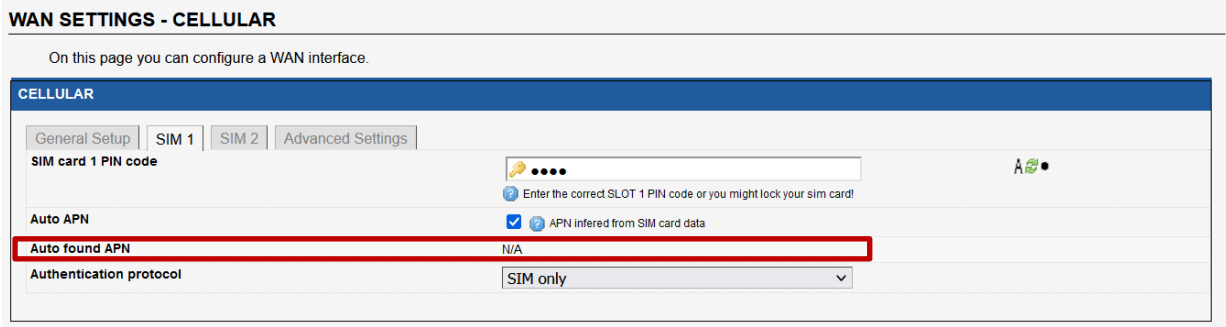 WAN SETTINGS - CELLULAR
On this page you can configure a WAN interface.
CELLULAR
General Setup SIM 1 SIM 2 Advanced Settings
SIM card 1 PIN code ●●●●
Enter the correct SLOT 1 PIN code or you might lock your sim card!
Auto APN APN infered from SIM card data
Auto found APN N/A
Authentication protocol SIM only